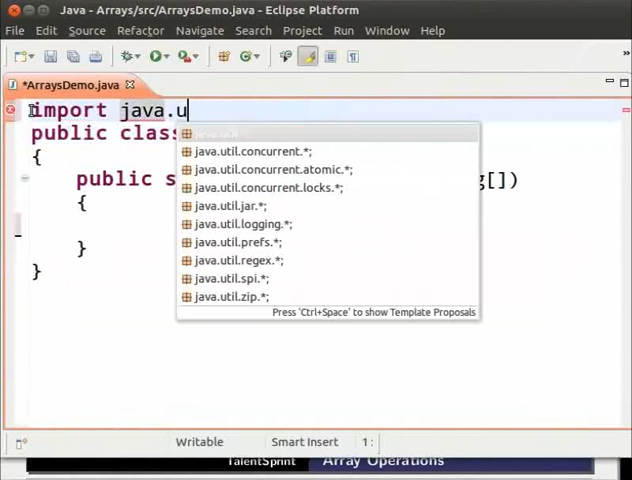 Java - Arrays/src/ArraysDemo.java - Eclipse Platform
File Edit Source Refactor Navigate Search Project Run Window Help
*ArraysDemo.java
import java.u
public class
{
public s g[])
{
}
}
java.util.*;
java.util.concurrent.*;
java.util.concurrent.atomic.*;
java.util.concurrent.locks.*;
java.util.jar.*;
java.util.logging.*;
java.util.prefs.*;
java.util.regex.*;
java.util.spi.*;
java.util.zip.*;
Press 'Ctrl+Space' to show Template Proposals
Writable Smart Insert 1 :
TalentSprint Array Operations